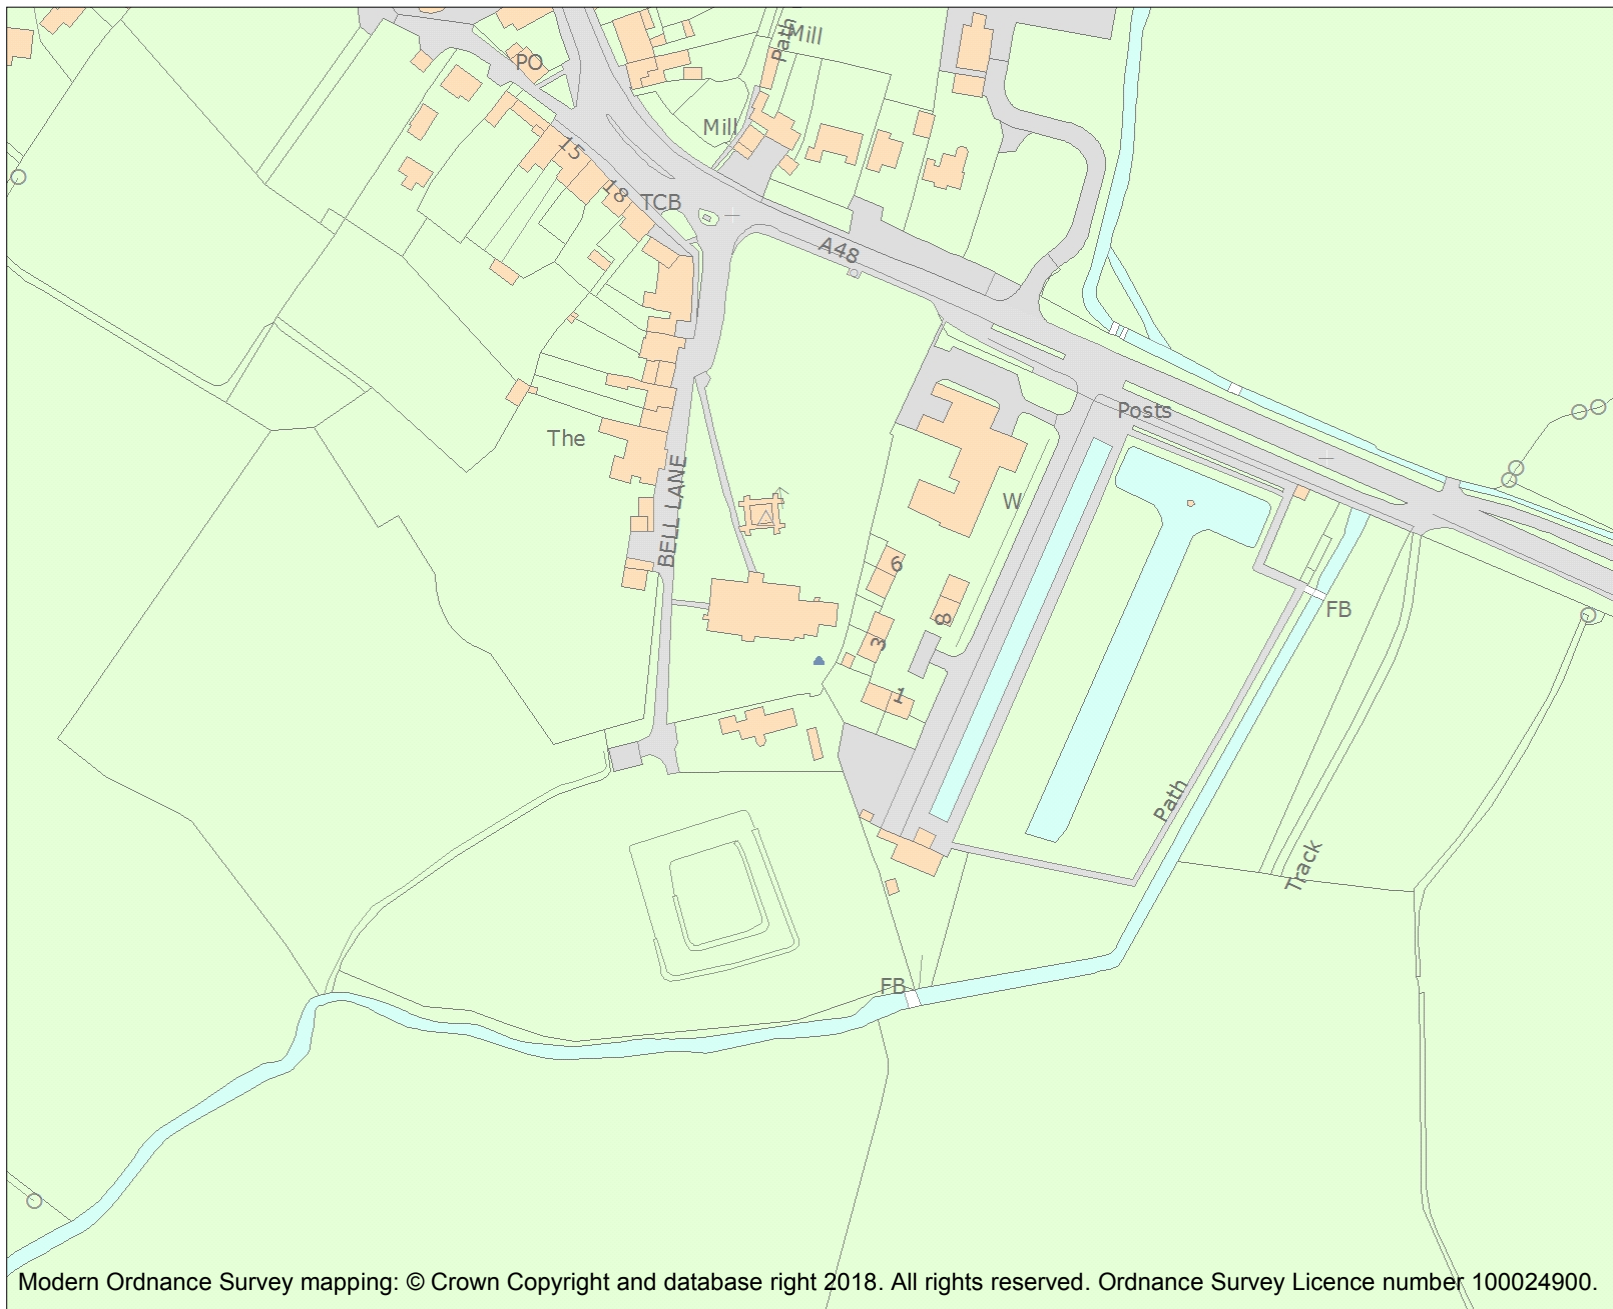 Path
Mill
PO
Mill
15
18
TCB
A48
Posts
The
BELL LANE
W
6
FB
8
3
1
Path
Track
FB
Modern Ordnance Survey mapping: © Crown Copyright and database right 2018. All rights reserved. Ordnance Survey Licence number 100024900.